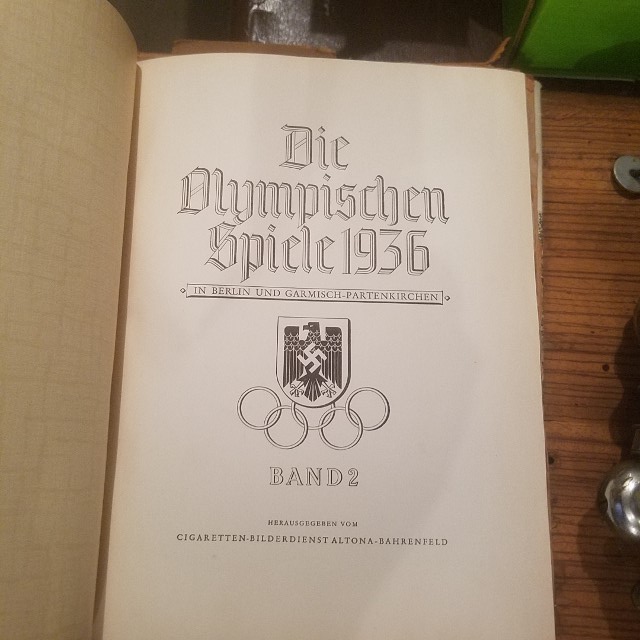 Die
Olympischen
Spiele 1936
IN BERLIN UND GARMISCH-PARTENKIRCHEN
BAND 2
HERAUSGEGEBEN VOM
CIGARETTEN-BILDERDIENST ALTONA-BAHRENFELD